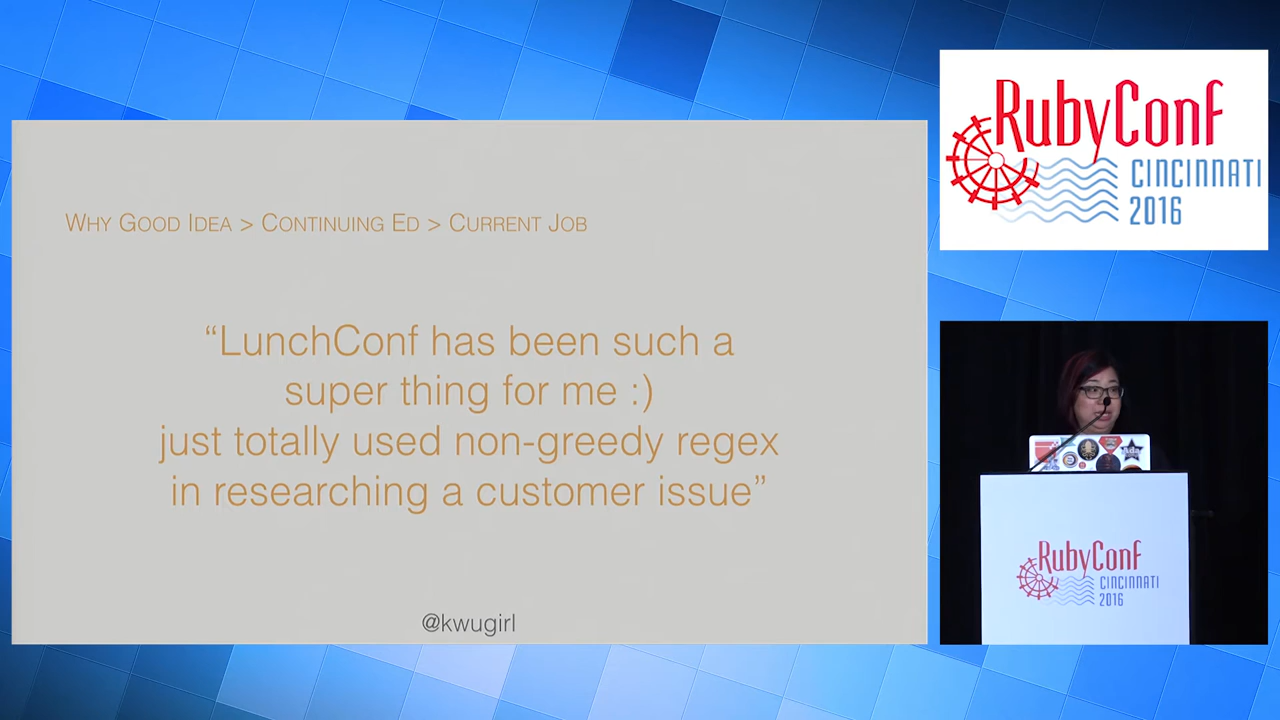 WHY GOOD IDEA > CONTINUING ED > CURRENT JOB
“LunchConf has been such a
super thing for me :)
just totally used non-greedy regex
in researching a customer issue”
@kwugirl
RubyConf
CINCINNATI
2016
Ada
RubyConf
CINCINNATI
2016